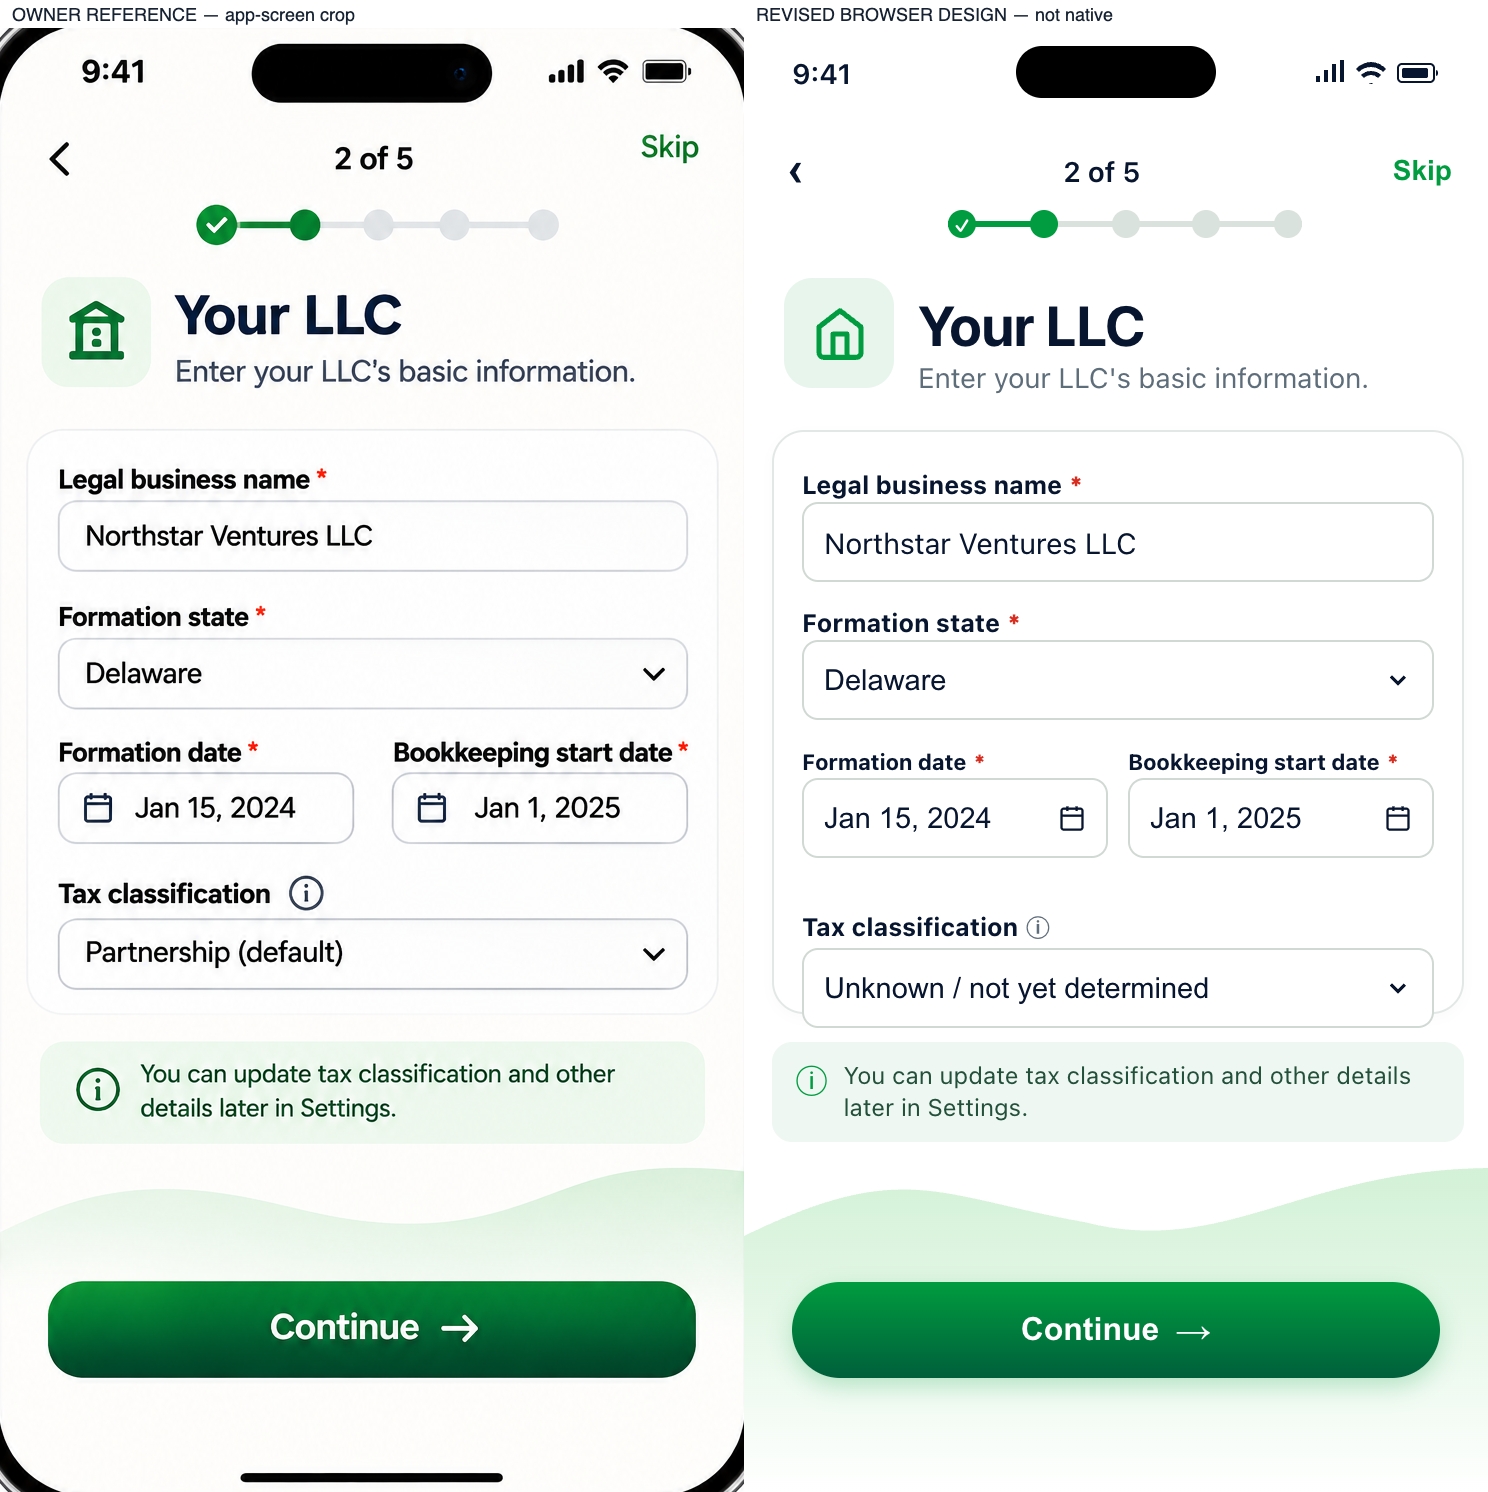 OWNER REFERENCE — app-screen crop
9:41
2 of 5
Skip
Your LLC
Enter your LLC’s basic information.
Legal business name *
Northstar Ventures LLC
Formation state *
Delaware
Formation date * Bookkeeping start date *
Jan 15, 2024 Jan 1, 2025
Tax classification
Partnership (default)
You can update tax classification and other
details later in Settings.
Continue →
REVISED BROWSER DESIGN — not native
9:41
2 of 5
Skip
Your LLC
Enter your LLC's basic information.
Legal business name *
Northstar Ventures LLC
Formation state *
Delaware
Formation date * Bookkeeping start date *
Jan 15, 2024 Jan 1, 2025
Tax classification ⓘ
Unknown / not yet determined
ⓘ You can update tax classification and other details
later in Settings.
Continue →